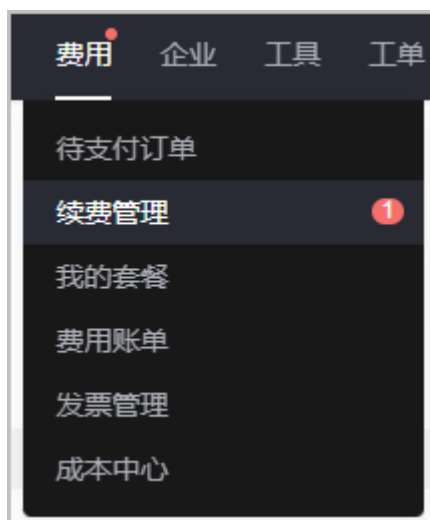 费用 企业 工具 工单
待支付订单
续费管理 1
我的套餐
费用账单
发票管理
成本中心